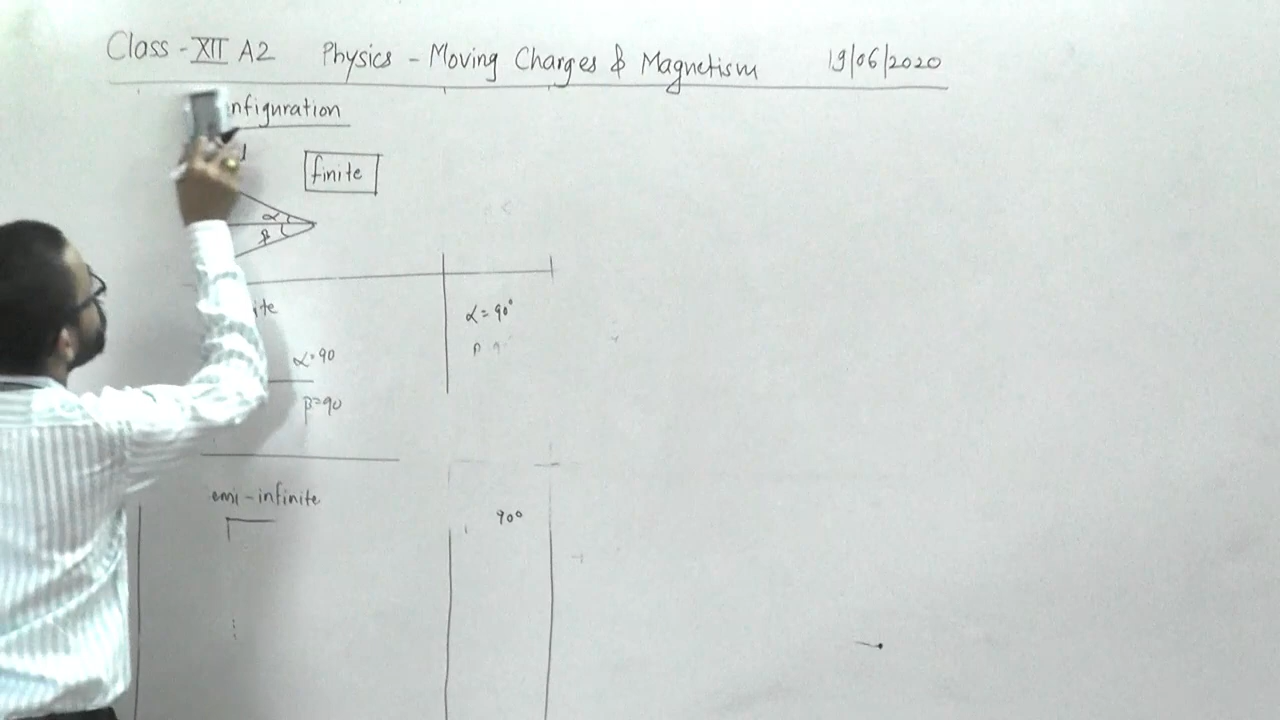 Class - XII A2 Physics - Moving Charges & Magnetism 19/06/2020
nfiguration
finite
α
β
ite
α = 90°
α = 90
β = 90
emi - infinite
90°